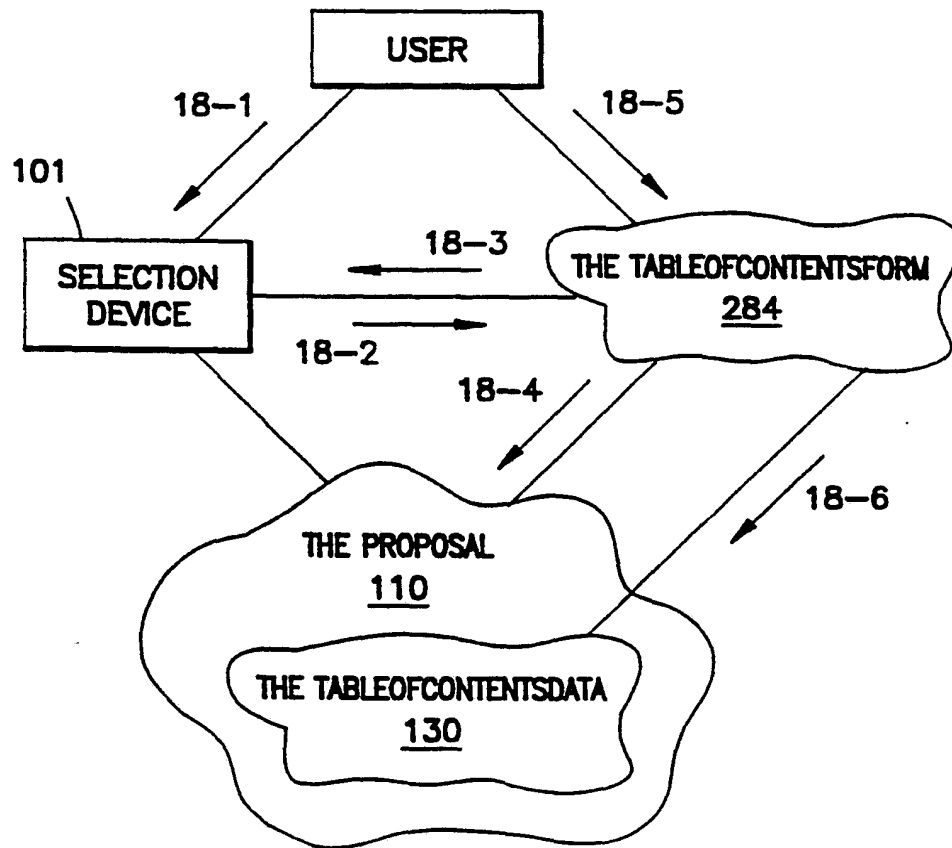 USER
18-1
18-5
101
SELECTION
DEVICE
18-3
THE TABLEOFCONTENTSFORM
284
18-2
18-4
18-6
THE PROPOSAL
110
THE TABLEOFCONTENTSDATA
130